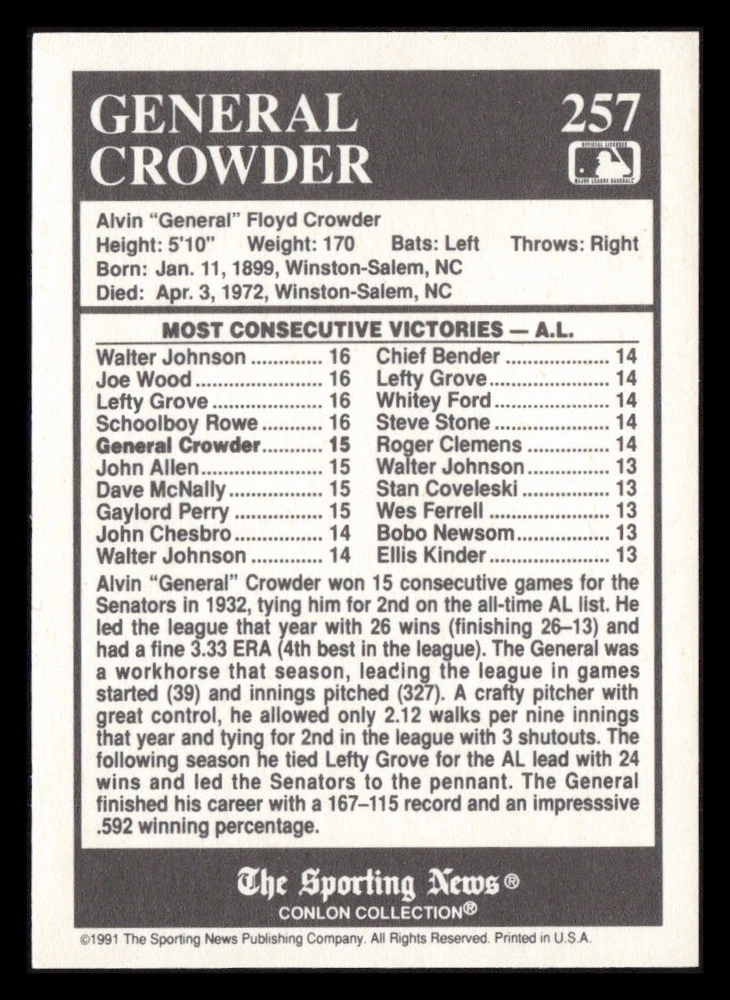 GENERAL 257
CROWDER
OFFICIAL LICENSEE
MAJOR LEAGUE BASEBALL
Alvin “General” Floyd Crowder
Height: 5'10" Weight: 170 Bats: Left Throws: Right
Born: Jan. 11, 1899, Winston-Salem, NC
Died: Apr. 3, 1972, Winston-Salem, NC
MOST CONSECUTIVE VICTORIES — A.L.
Walter Johnson ............ 16 Chief Bender ................... 14
Joe Wood ...................... 16 Lefty Grove ...................... 14
Lefty Grove .................... 16 Whitey Ford ..................... 14
Schoolboy Rowe ........... 16 Steve Stone ...................... 14
General Crowder ........... 15 Roger Clemens ............... 14
John Allen ...................... 15 Walter Johnson ............... 13
Dave McNally ................. 15 Stan Coveleski ................ 13
Gaylord Perry ................. 15 Wes Ferrell ....................... 13
John Chesbro ................ 14 Bobo Newsom ................. 13
Walter Johnson ............. 14 Ellis Kinder ...................... 13
Alvin “General” Crowder won 15 consecutive games for the
Senators in 1932, tying him for 2nd on the all-time AL list. He
led the league that year with 26 wins (finishing 26–13) and
had a fine 3.33 ERA (4th best in the league). The General was
a workhorse that season, leading the league in games
started (39) and innings pitched (327). A crafty pitcher with
great control, he allowed only 2.12 walks per nine innings
that year and tying for 2nd in the league with 3 shutouts. The
following season he tied Lefty Grove for the AL lead with 24
wins and led the Senators to the pennant. The General
finished his career with a 167–115 record and an impresssive
.592 winning percentage.
The Sporting News®
CONLON COLLECTION®
©1991 The Sporting News Publishing Company. All Rights Reserved. Printed in U.S.A.